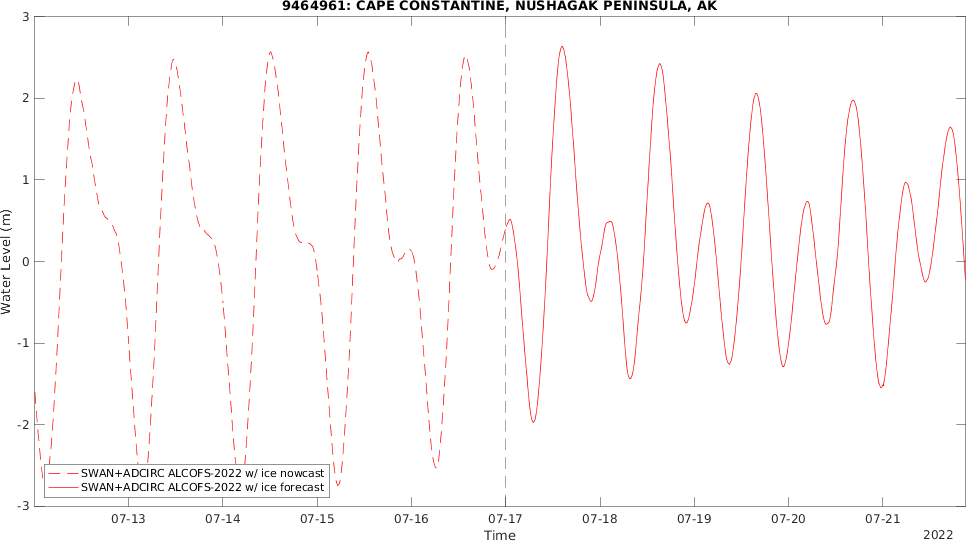 9464961: CAPE CONSTANTINE, NUSHAGAK PENINSULA, AK
3
2
1
0
-1
-2
-3
Water Level (m)
SWAN+ADCIRC ALCOFS-2022 w/ ice nowcast
SWAN+ADCIRC ALCOFS-2022 w/ ice forecast
07-13 07-14 07-15 07-16 07-17 07-18 07-19 07-20 07-21
Time
2022